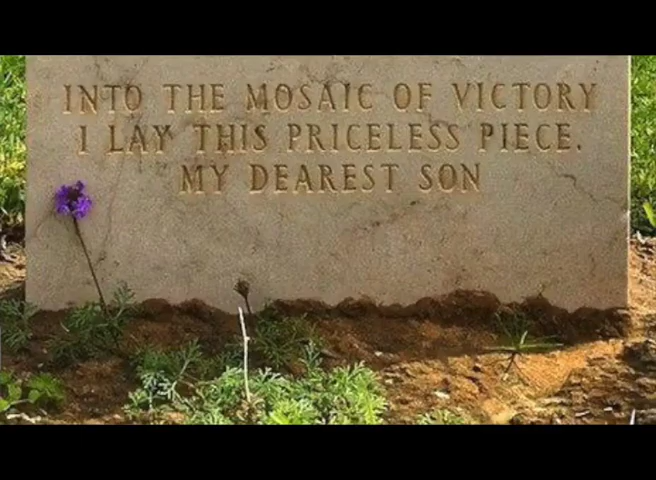 INTO THE MOSAIC OF VICTORY
I LAY THIS PRICELESS PIECE.
MY DEAREST SON